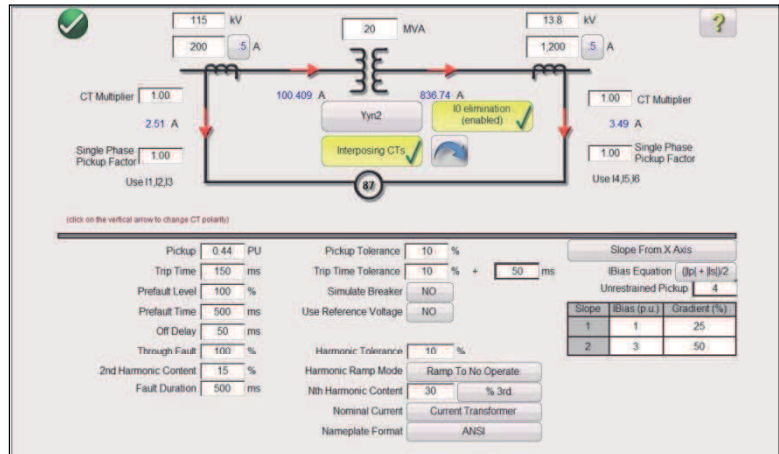 115 kV
20 MVA
13.8 kV
?
200 .5 A
1,200 .5 A
100.409 A
836.74 A
CT Multiplier 1.00
1.00 CT Multiplier
Yyn2
I0 elimination
(enabled)
2.51 A
3.49 A
Single Phase
Pickup Factor 1.00
Interposing CTs
1.00 Single Phase
Pickup Factor
Use I1,I2,I3
87
Use I4,I5,I6
(click on the vertical arrow to change CT polarity)
Pickup 0.44 PU
Trip Time 150 ms
Prefault Level 100 %
Prefault Time 500 ms
Off Delay 50 ms
Through Fault 100 %
2nd Harmonic Content 15 %
Fault Duration 500 ms
Pickup Tolerance 10 %
Trip Time Tolerance 10 % + 50 ms
Simulate Breaker NO
Use Reference Voltage NO
Harmonic Tolerance 10 %
Harmonic Ramp Mode Ramp To No Operate
Nth Harmonic Content 30 % 3rd
Nominal Current Current Transformer
Nameplate Format ANSI
Slope From X Axis
IBias Equation (|Ip| + |Is|)/2
Unrestrained Pickup 4
Slope IBias (p.u.) Gradient (%)
1 1 25
2 3 50